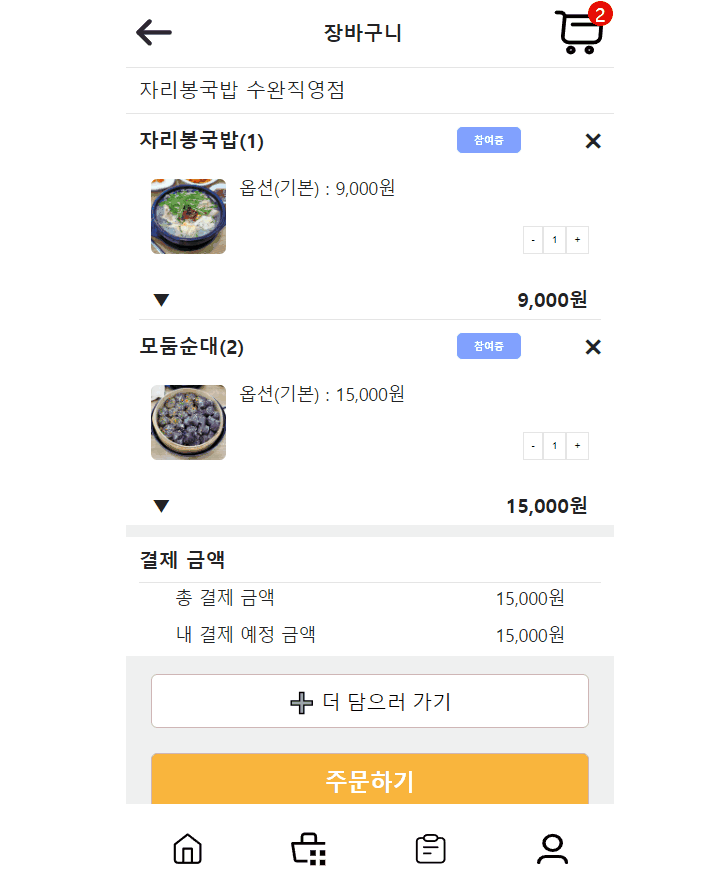 장바구니
2
자리봉국밥 수완직영점
자리봉국밥(1) 참여중 ✕
옵션(기본) : 9,000원
- 1 +
▼ 9,000원
모둠순대(2) 참여중 ✕
옵션(기본) : 15,000원
- 1 +
▼ 15,000원
결제 금액
총 결제 금액 15,000원
내 결제 예정 금액 15,000원
더 담으러 가기
주문하기